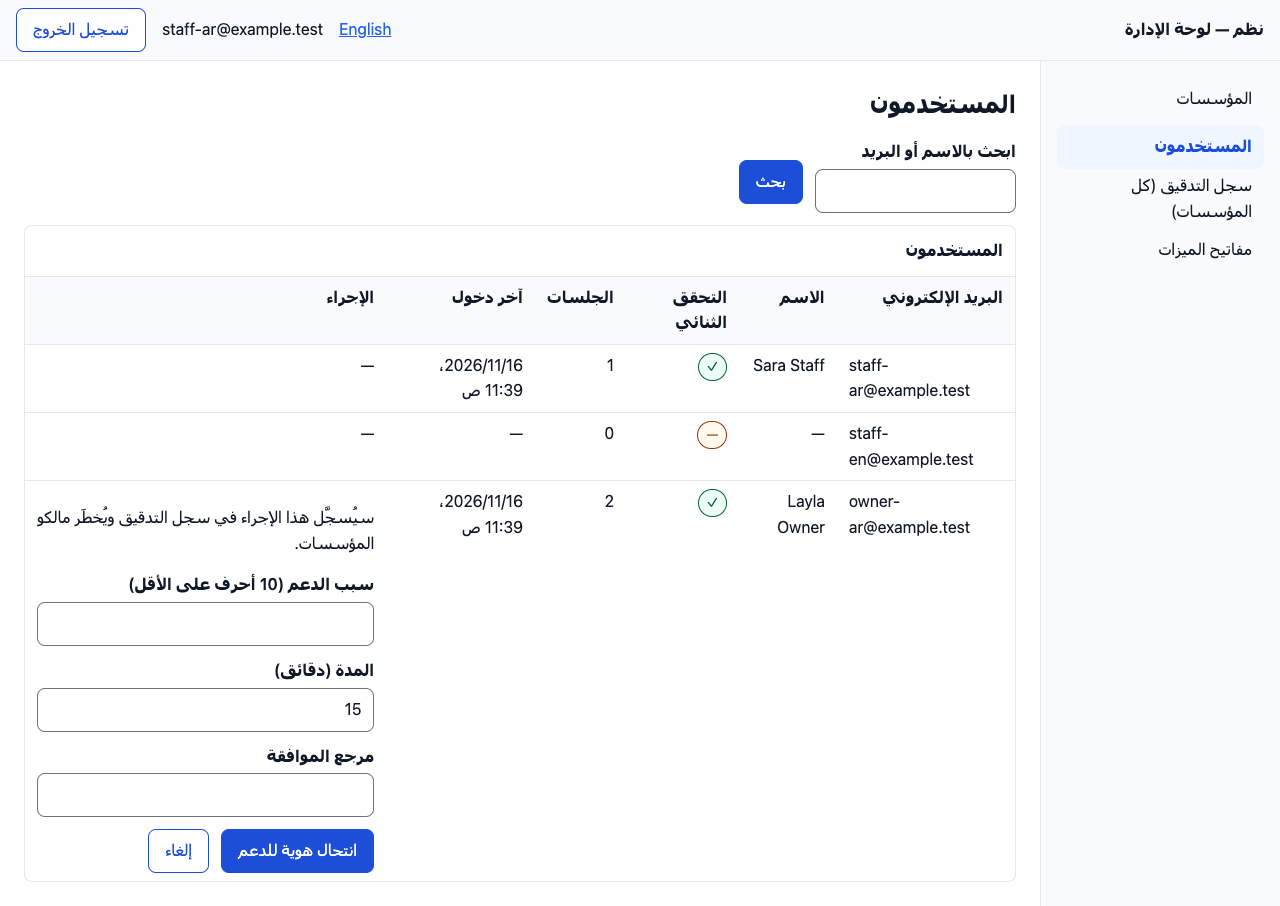 نظم — لوحة الإدارة
English
staff-ar@example.test
تسجيل الخروج
المؤسسات
المستخدمون
سجل التدقيق (كل
المؤسسات)
مفاتيح الميزات
المستخدمون
ابحث بالاسم أو البريد
بحث
المستخدمون
البريد الإلكتروني الاسم التحقق الثنائي الجلسات آخر دخول الإجراء
staff-
ar@example.test
Sara Staff
✓
1
2026/11/16،
11:39 ص
—
staff-
en@example.test
—
—
0
—
—
owner-
ar@example.test
Layla
Owner
✓
2
2026/11/16،
11:39 ص
سيُسجَّل هذا الإجراء في سجل التدقيق ويُخطَر مالكو
المؤسسات.
سبب الدعم (10 أحرف على الأقل)
المدة (دقائق)
15
مرجع الموافقة
انتحال هوية للدعم
إلغاء